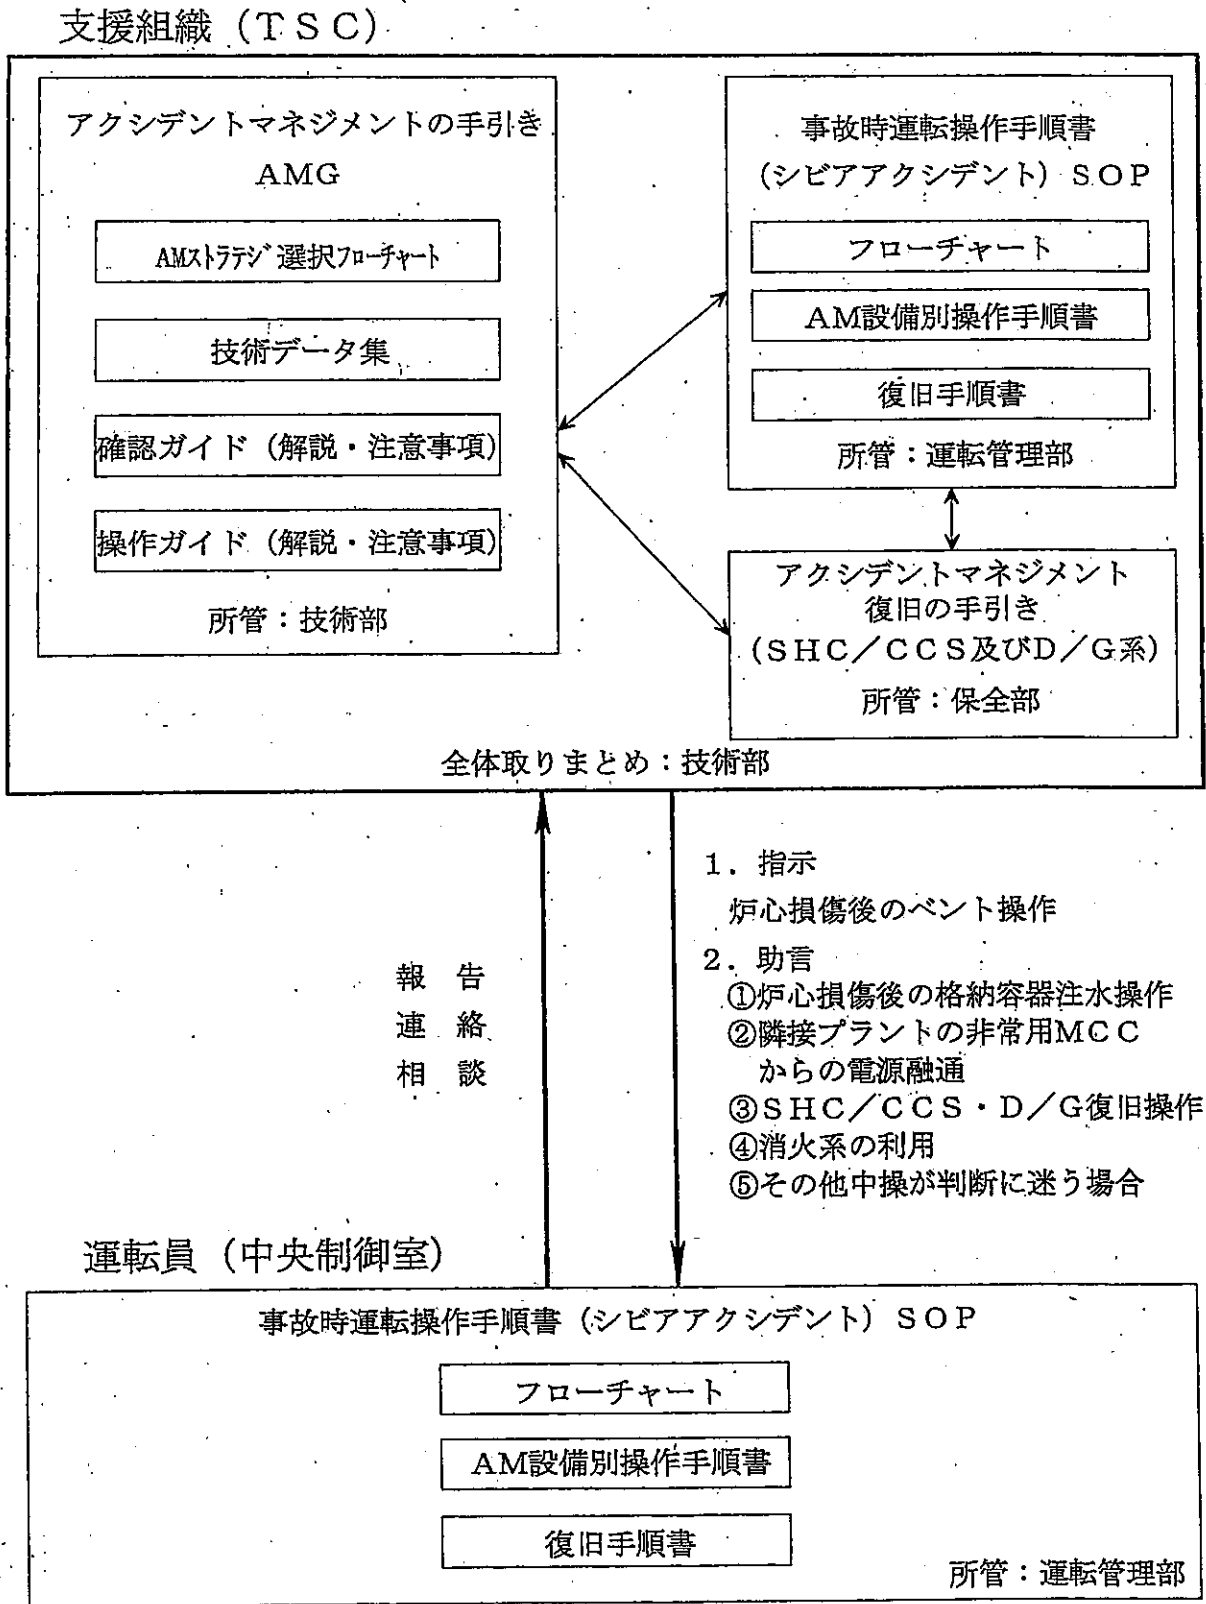 支援組織（ＴＳＣ）
アクシデントマネジメントの手引き
ＡＭＧ
AMストラテジ選択フローチャート
技術データ集
確認ガイド（解説・注意事項）
操作ガイド（解説・注意事項）
所管：技術部
事故時運転操作手順書
（シビアアクシデント）ＳＯＰ
フローチャート
ＡＭ設備別操作手順書
復旧手順書
所管：運転管理部
アクシデントマネジメント
復旧の手引き
（ＳＨＣ／ＣＣＳ及びＤ／Ｇ系）
所管：保全部
全体取りまとめ：技術部
報　告
連　絡
相　談
１．指示
炉心損傷後のベント操作
２．助言
①炉心損傷後の格納容器注水操作
②隣接プラントの非常用ＭＣＣ
からの電源融通
③ＳＨＣ／ＣＣＳ・Ｄ／Ｇ復旧操作
④消火系の利用
⑤その他中操が判断に迷う場合
運転員（中央制御室）
事故時運転操作手順書（シビアアクシデント）ＳＯＰ
フローチャート
ＡＭ設備別操作手順書
復旧手順書
所管：運転管理部